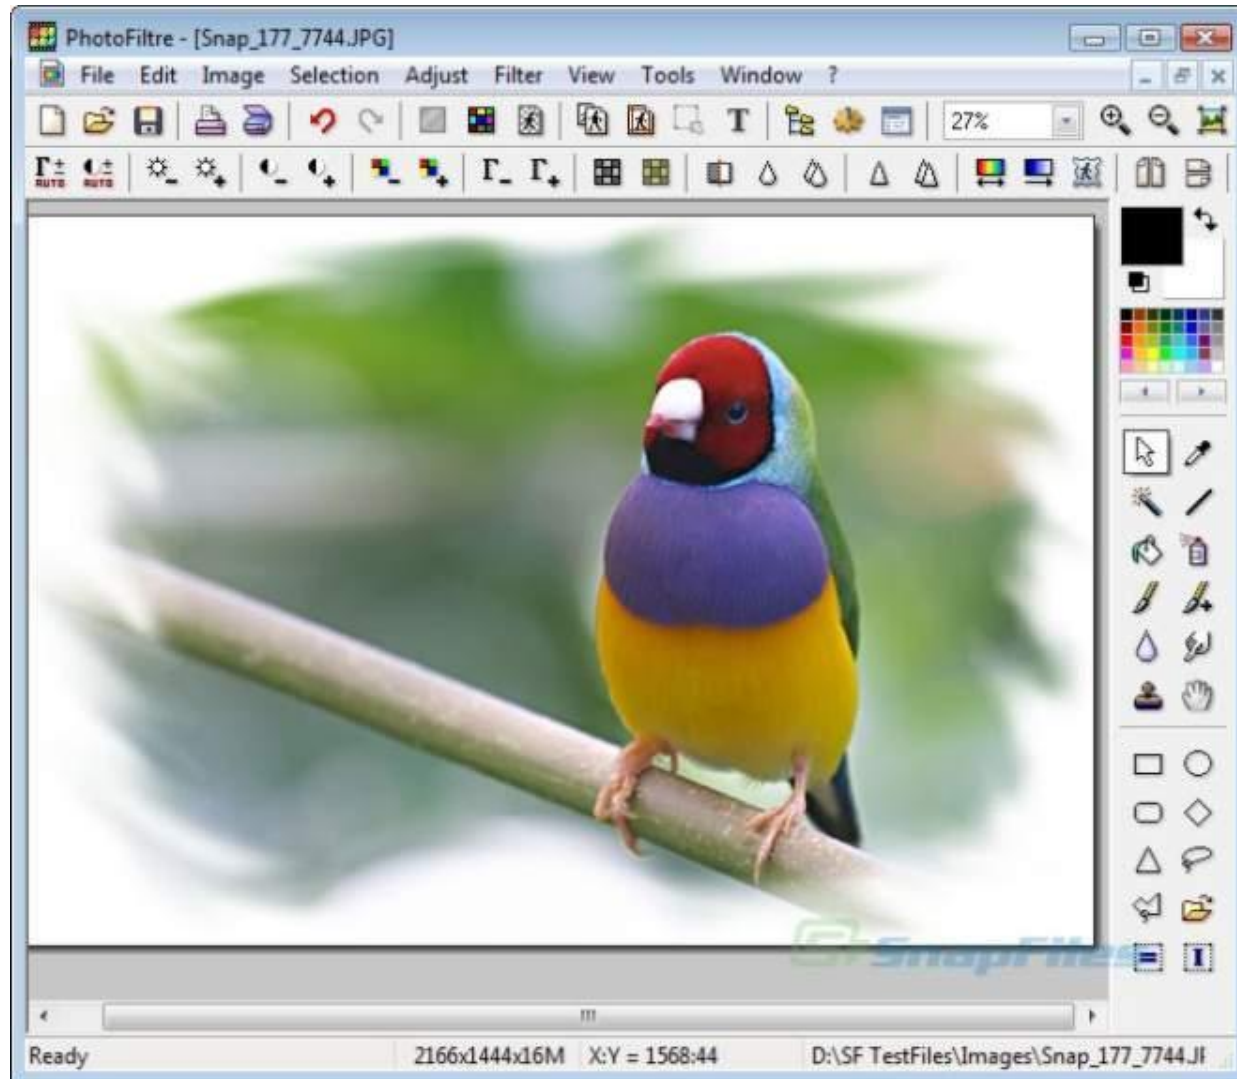 PhotoFiltre - [Snap_177_7744.JPG]
File Edit Image Selection Adjust Filter View Tools Window ?
T 27%
Γ± AUTO AUTO Γ- Γ+
SnapFiles
Ready 2166x1444x16M X:Y = 1568:44 D:\SF TestFiles\Images\Snap_177_7744.JI